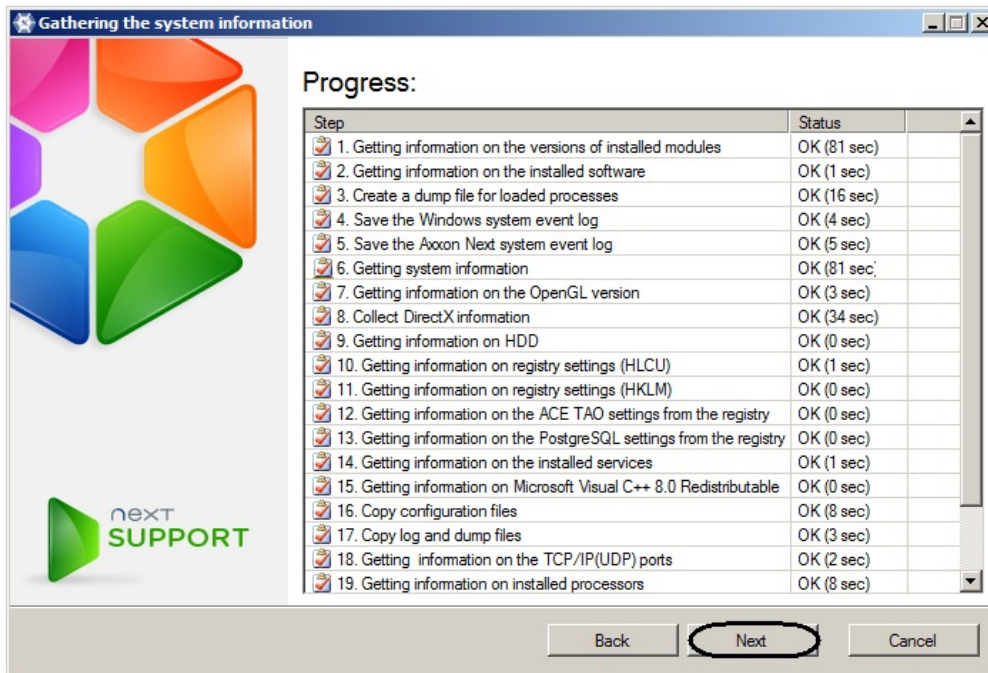 Gathering the system information
Progress:
Step Status
1. Getting information on the versions of installed modules OK (81 sec)
2. Getting information on the installed software OK (1 sec)
3. Create a dump file for loaded processes OK (16 sec)
4. Save the Windows system event log OK (4 sec)
5. Save the Axxon Next system event log OK (5 sec)
6. Getting system information OK (81 sec)
7. Getting information on the OpenGL version OK (3 sec)
8. Collect DirectX information OK (34 sec)
9. Getting information on HDD OK (0 sec)
10. Getting information on registry settings (HLCU) OK (1 sec)
11. Getting information on registry settings (HKLM) OK (0 sec)
12. Getting information on the ACE TAO settings from the registry OK (0 sec)
13. Getting information on the PostgreSQL settings from the registry OK (0 sec)
14. Getting information on the installed services OK (1 sec)
15. Getting information on Microsoft Visual C++ 8.0 Redistributable OK (0 sec)
16. Copy configuration files OK (8 sec)
17. Copy log and dump files OK (3 sec)
18. Getting information on the TCP/IP(UDP) ports OK (2 sec)
19. Getting information on installed processors OK (8 sec)
next
SUPPORT
Back Next Cancel